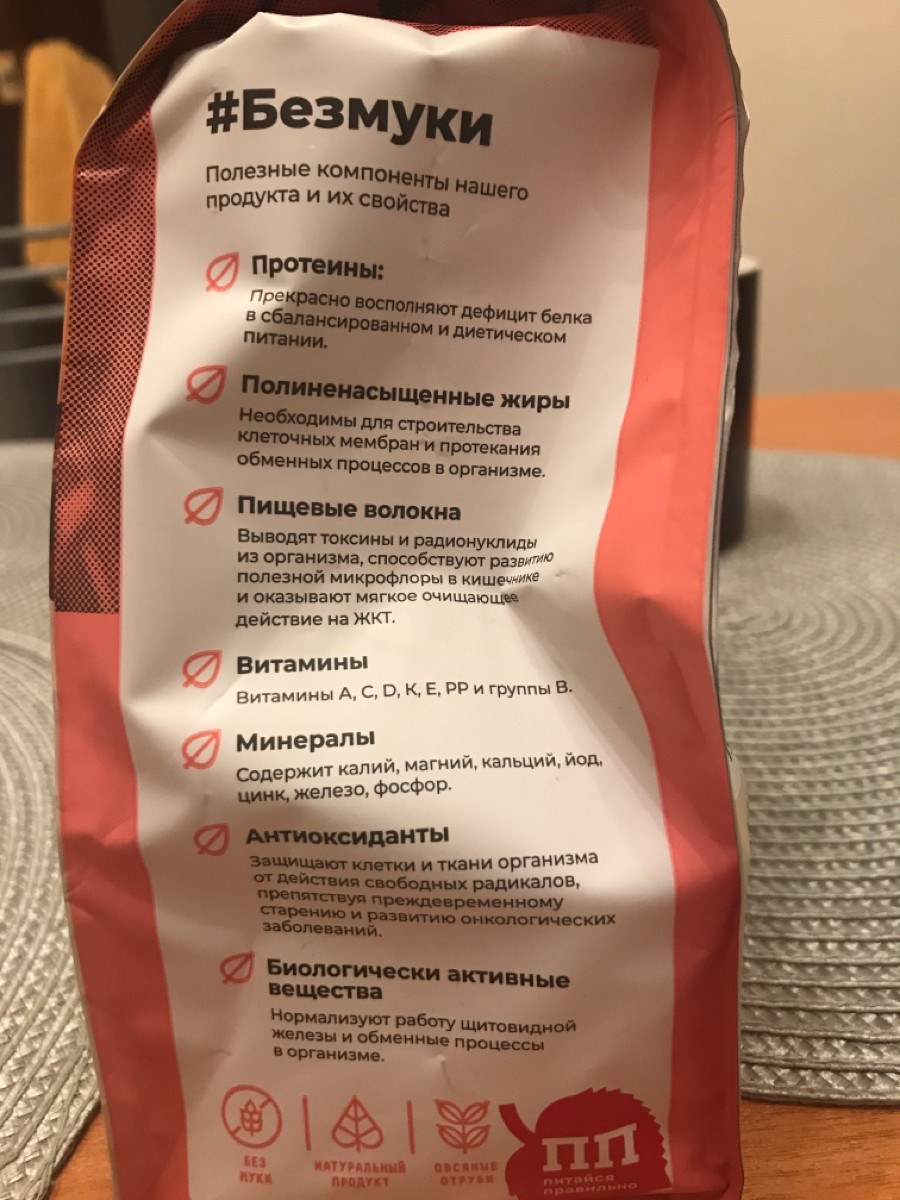 #Безмуки
Полезные компоненты нашего
продукта и их свойства
Протеины:
Прекрасно восполняют дефицит белка
в сбалансированном и диетическом
питании.
Полиненасыщенные жиры
Необходимы для строительства
клеточных мембран и протекания
обменных процессов в организме.
Пищевые волокна
Выводят токсины и радионуклиды
из организма, способствуют развитию
полезной микрофлоры в кишечнике
и оказывают мягкое очищающее
действие на ЖКТ.
Витамины
Витамины А, С, D, К, Е, РР и группы В.
Минералы
Содержит калий, магний, кальций, йод,
цинк, железо, фосфор.
Антиоксиданты
Защищают клетки и ткани организма
от действия свободных радикалов,
препятствуя преждевременному
старению и развитию онкологических
заболеваний.
Биологически активные
вещества
Нормализуют работу щитовидной
железы и обменные процессы
в организме.
БЕЗ
МУКИ
НАТУРАЛЬНЫЙ
ПРОДУКТ
ОВСЯНЫЕ
ОТРУБИ
ПП
питайся
правильно